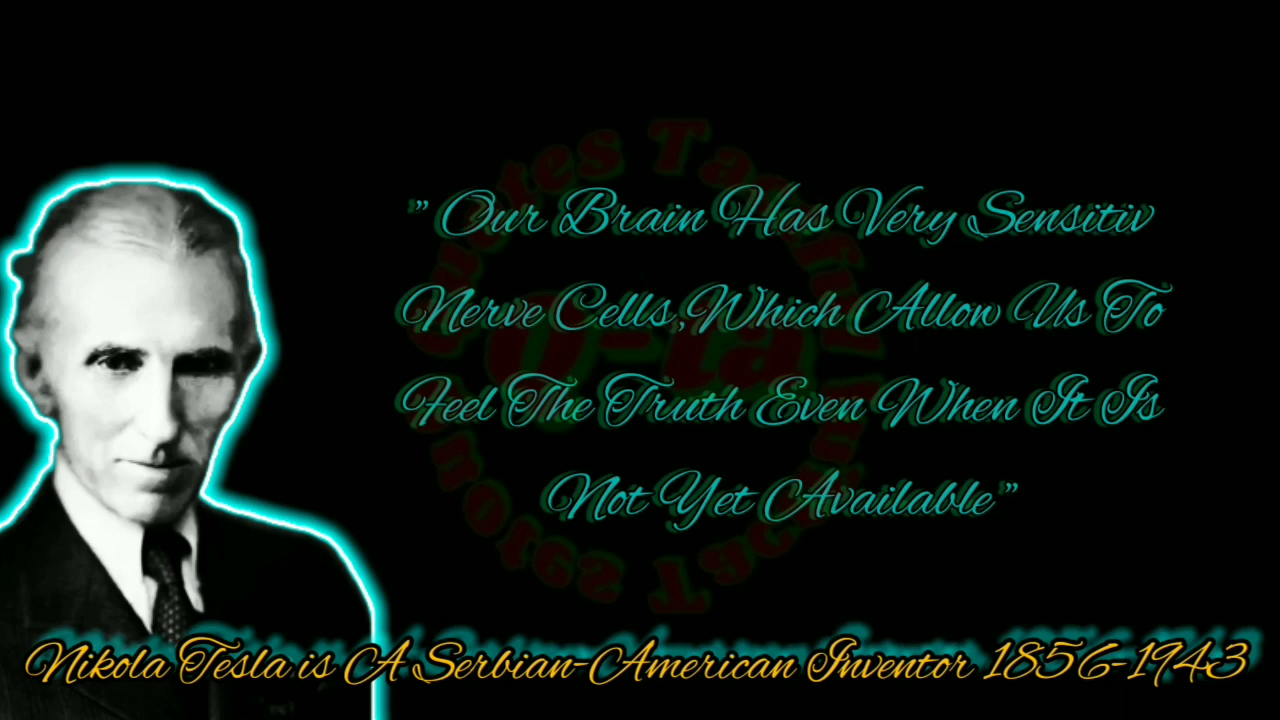 ” Our Brain Has Very Sensitiv
Nerve Cells,Which Allow Us To
Feel The Truth Even When It Is
Not Yet Available”
Nikola Tesla is A Serbian-American Inventor 1856-1943